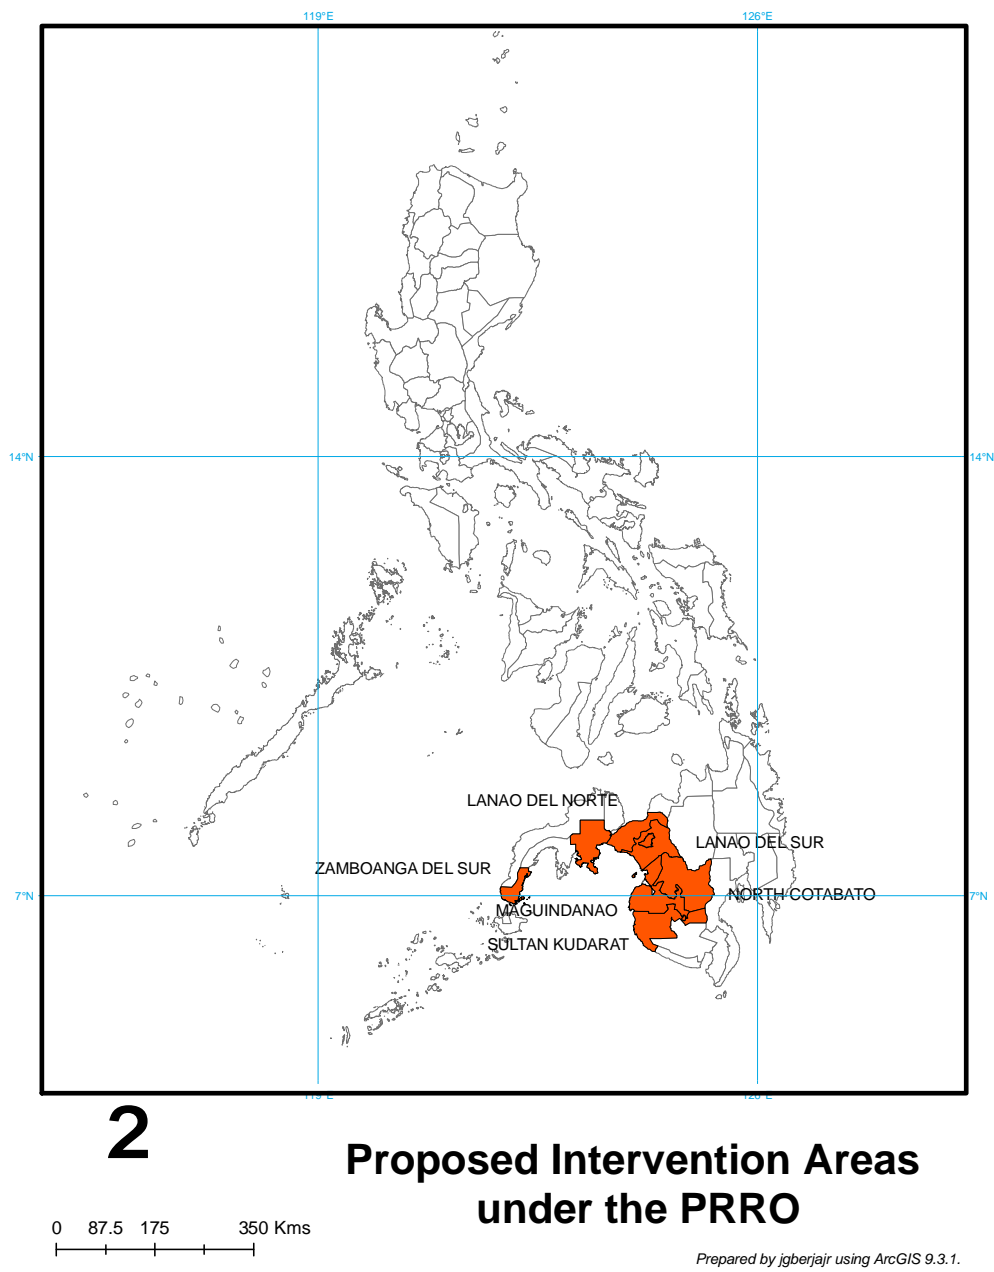 119°E 126°E
14°N 14°N
LANAO DEL NORTE
LANAO DEL SUR
ZAMBOANGA DEL SUR
7°N 7°N
NORTH COTABATO
MAGUINDANAO
SULTAN KUDARAT
119°E 126°E
2
Proposed Intervention Areas
under the PRRO
0 87.5 175 350 Kms
Prepared by jgberjajr using ArcGIS 9.3.1.